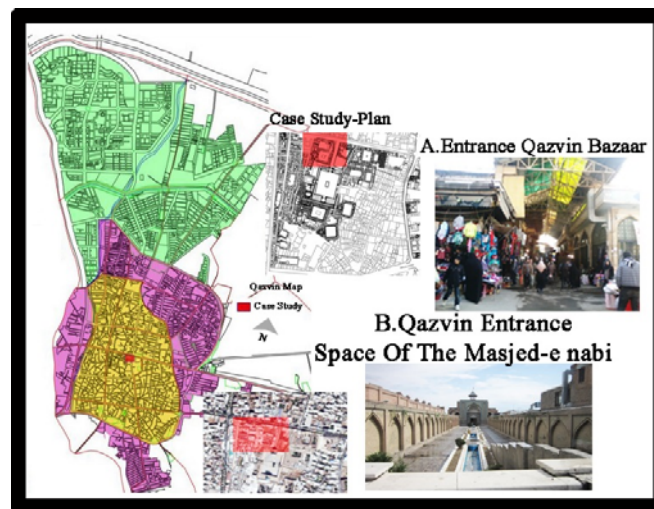 Case Study-Plan
A.Entrance Qazvin Bazaar
Qazvin Map
Case Study
N
B.Qazvin Entrance
Space Of The Masjed-e nabi